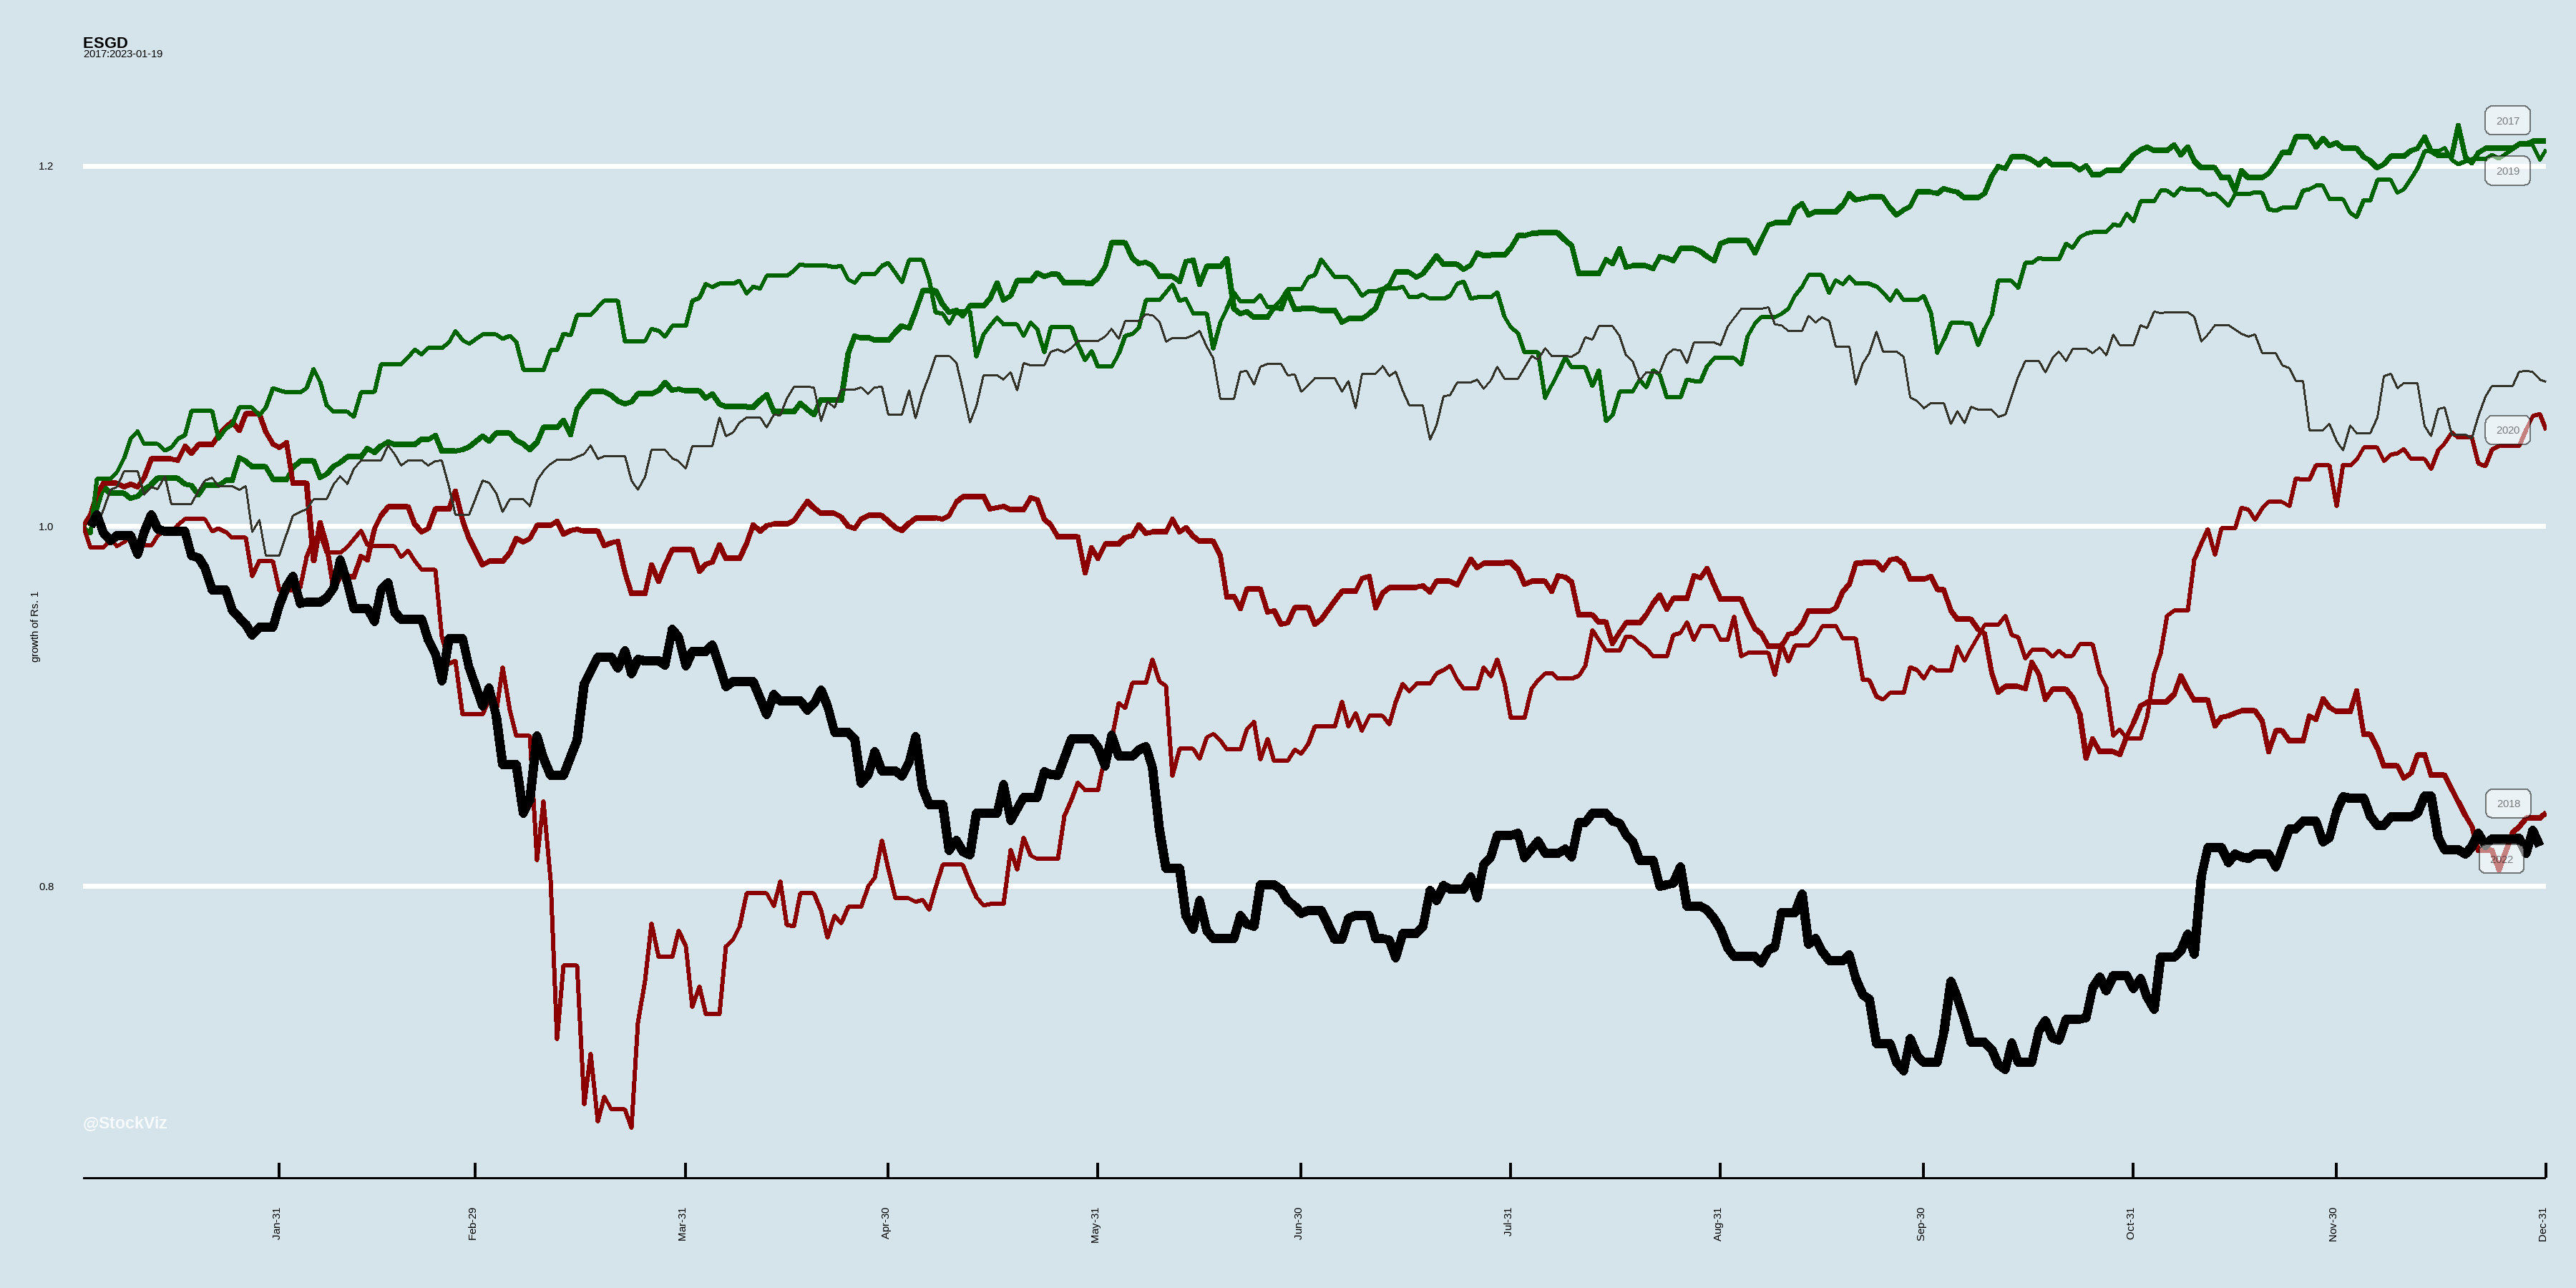 ESGD
2017:2023-01-19
2017
1.2
2019
2020
1.0
growth of Rs. 1
2018
2022
0.8
@StockViz
Jan-31
Feb-29
Mar-31
Apr-30
May-31
Jun-30
Jul-31
Aug-31
Sep-30
Oct-31
Nov-30
Dec-31